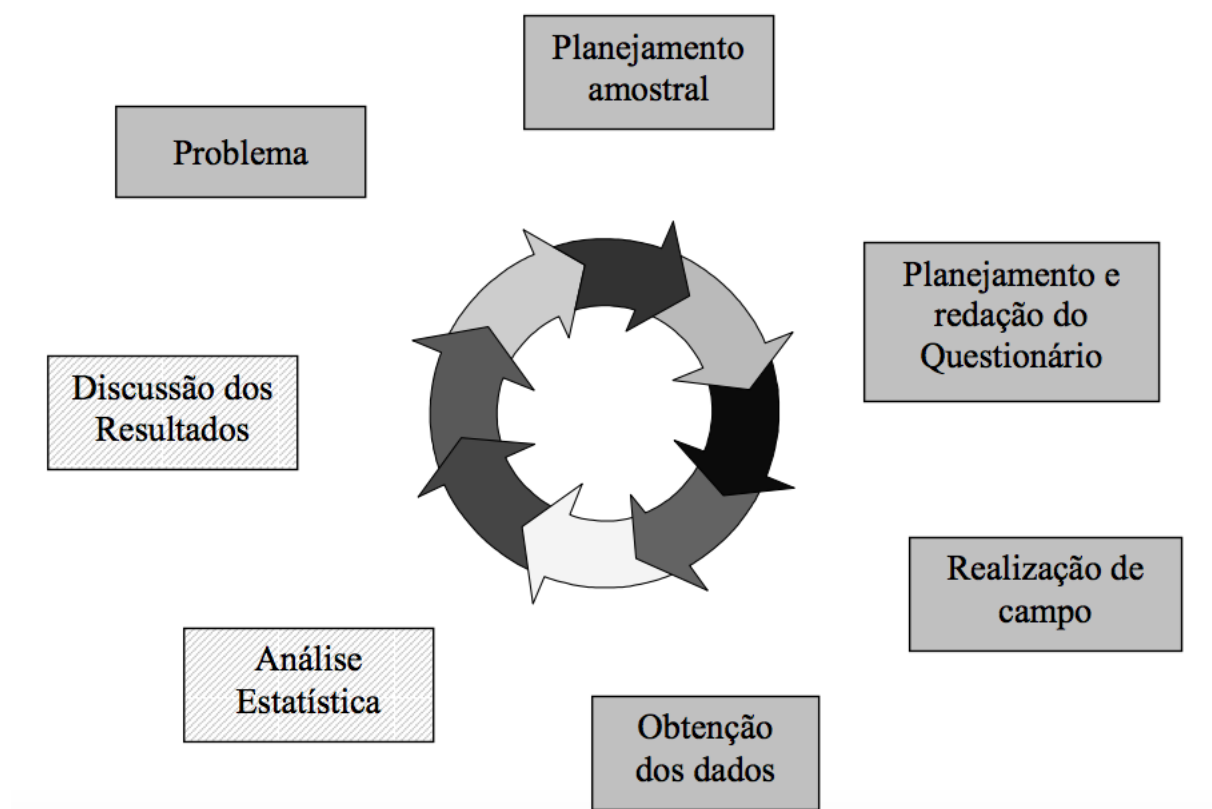 Planejamento
amostral
Problema
Planejamento e
redação do
Questionário
Discussão dos
Resultados
Realização de
campo
Análise
Estatística
Obtenção
dos dados